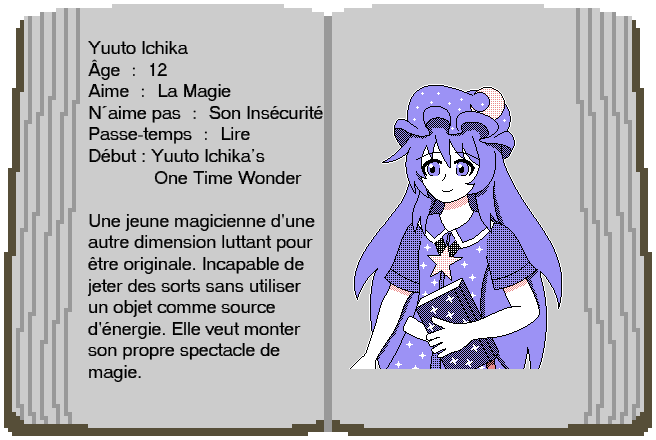 Yuuto Ichika
Âge : 12
Aime : La Magie
N´aime pas : Son Insécurité
Passe-temps : Lire
Début : Yuuto Ichika's
One Time Wonder
Une jeune magicienne d'une
autre dimension luttant pour
être originale. Incapable de
jeter des sorts sans utiliser
un objet comme source
d'énergie. Elle veut monter
son propre spectacle de
magie.